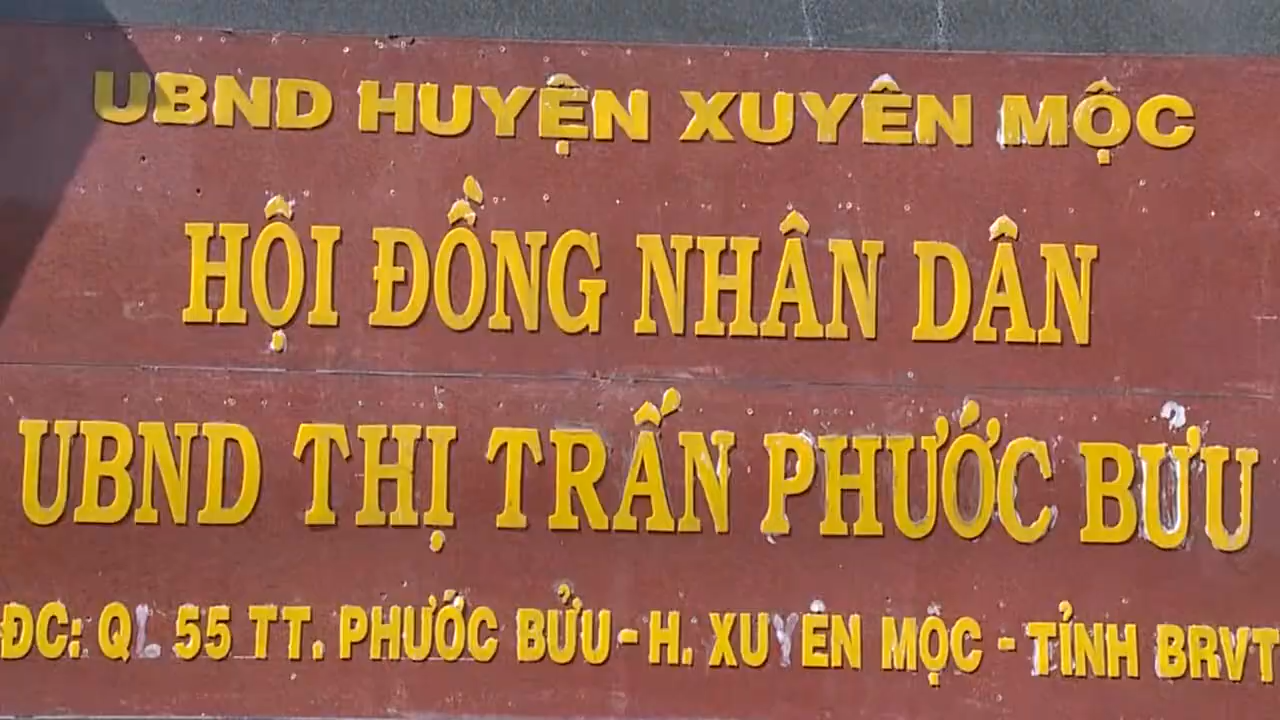 UBND HUYỆN XUYÊN MỘC
HỘI ĐỒNG NHÂN DÂN
UBND THỊ TRẤN PHƯỚC BỬU
ĐC: QL 55 TT. PHƯỚC BỬU - H. XUYÊN MỘC - TỈNH BRVT